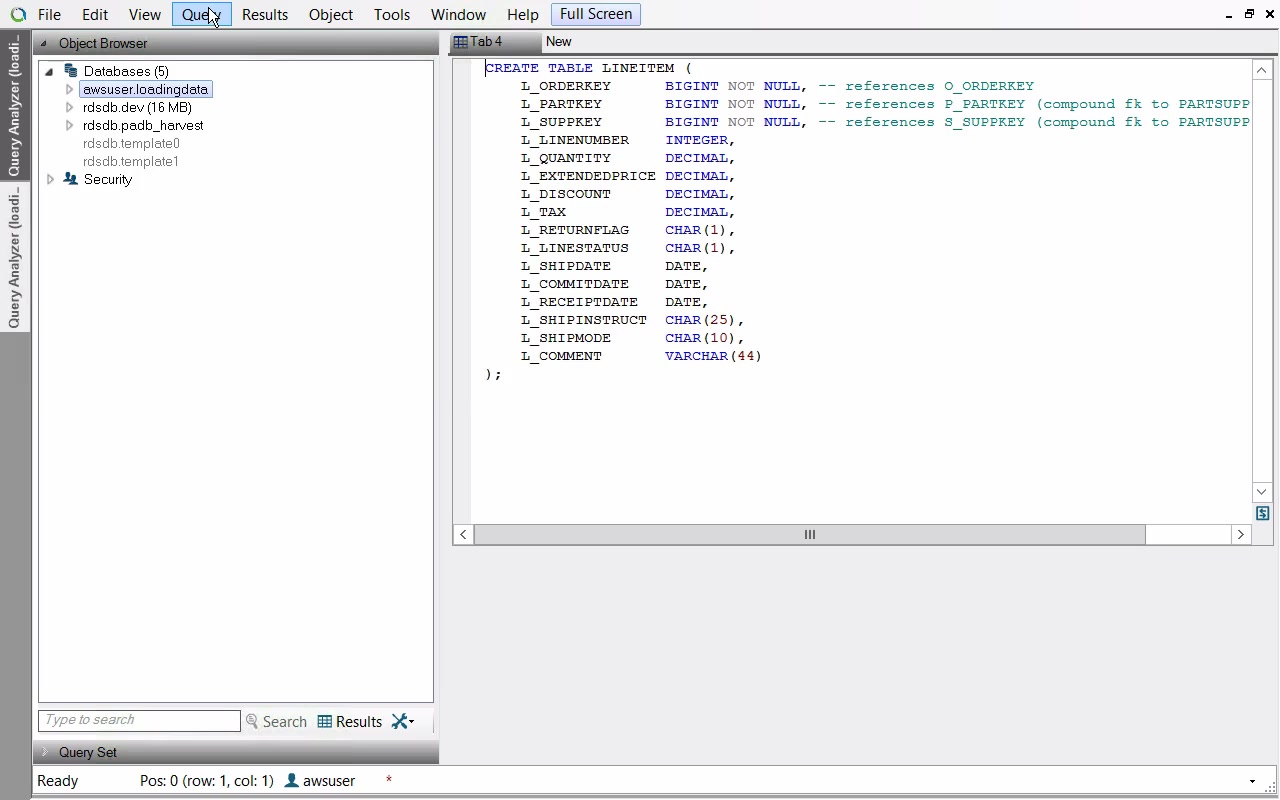 File Edit View Query Results Object Tools Window Help Full Screen
Query Analyzer (loadi...
Query Analyzer (loadi...
Object Browser
Databases (5)
awsuser.loadingdata
rdsdb.dev (16 MB)
rdsdb.padb_harvest
rdsdb.template0
rdsdb.template1
Security
Type to search Search Results
Query Set
Tab 4 New
CREATE TABLE LINEITEM (
L_ORDERKEY BIGINT NOT NULL, -- references O_ORDERKEY
L_PARTKEY BIGINT NOT NULL, -- references P_PARTKEY (compound fk to PARTSUPP
L_SUPPKEY BIGINT NOT NULL, -- references S_SUPPKEY (compound fk to PARTSUPP
L_LINENUMBER INTEGER,
L_QUANTITY DECIMAL,
L_EXTENDEDPRICE DECIMAL,
L_DISCOUNT DECIMAL,
L_TAX DECIMAL,
L_RETURNFLAG CHAR(1),
L_LINESTATUS CHAR(1),
L_SHIPDATE DATE,
L_COMMITDATE DATE,
L_RECEIPTDATE DATE,
L_SHIPINSTRUCT CHAR(25),
L_SHIPMODE CHAR(10),
L_COMMENT VARCHAR(44)
);
Ready Pos: 0 (row: 1, col: 1) awsuser *